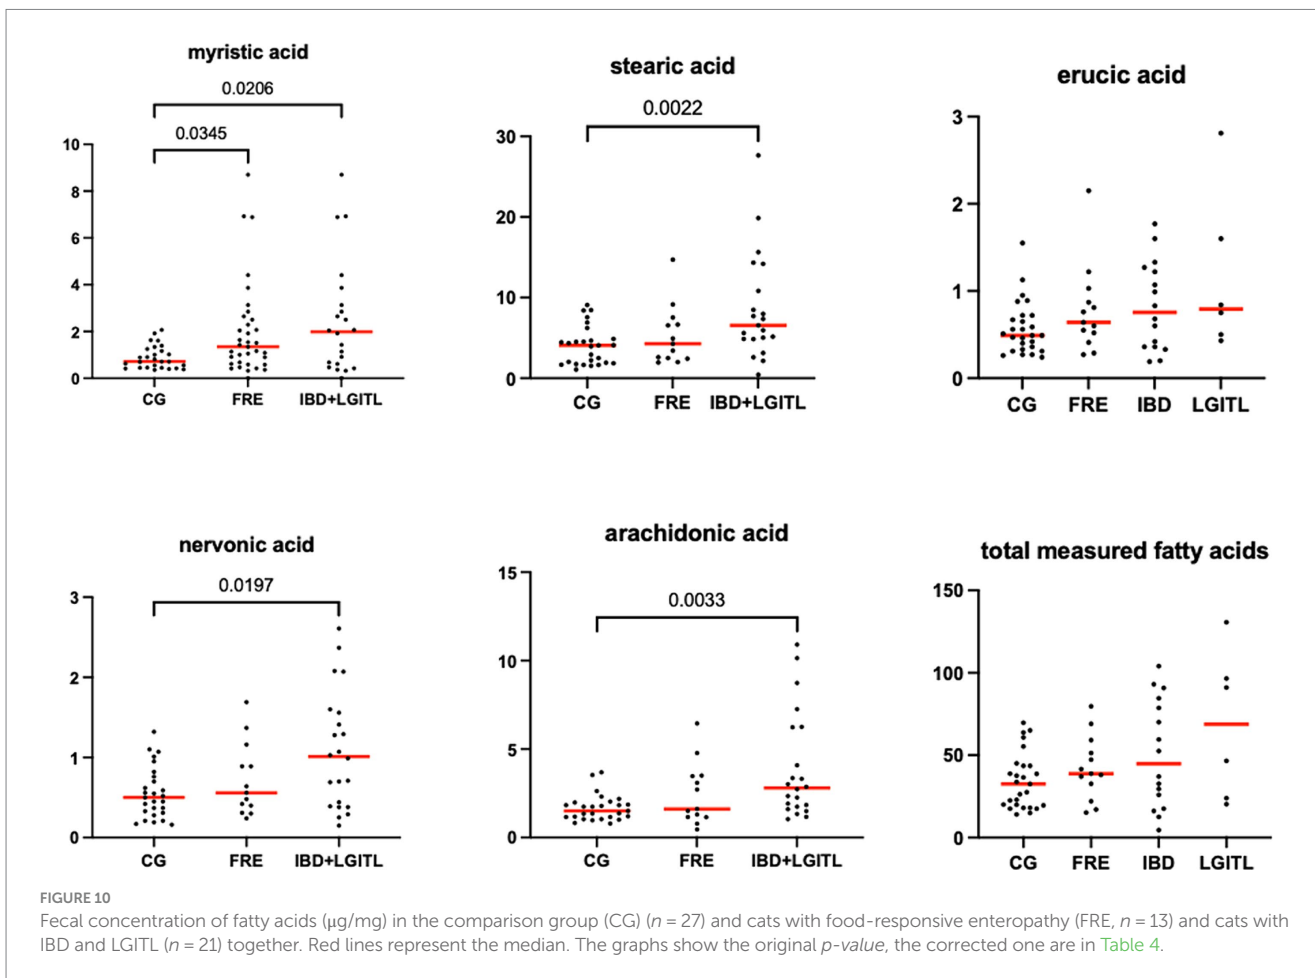 myristic acid
0.0206
0.0345
10
8
6
4
2
0
CG FRE IBD+LGITL
stearic acid
0.0022
30
20
10
0
CG FRE IBD+LGITL
erucic acid
3
2
1
0
CG FRE IBD LGITL
nervonic acid
0.0197
3
2
1
0
CG FRE IBD+LGITL
arachidonic acid
0.0033
15
10
5
0
CG FRE IBD+LGITL
total measured fatty acids
150
100
50
0
CG FRE IBD LGITL
FIGURE 10
Fecal concentration of fatty acids (μg/mg) in the comparison group (CG) (n = 27) and cats with food-responsive enteropathy (FRE, n = 13) and cats with
IBD and LGITL (n = 21) together. Red lines represent the median. The graphs show the original p-value, the corrected one are in Table 4.